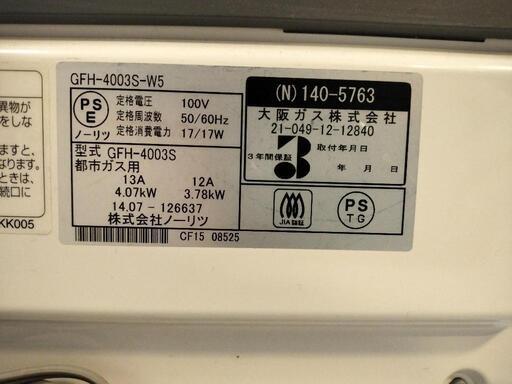 異物が
をしな
ますと、
なります。
ときは、
続口に
KK005
GFH-4003S-W5
PS
E
ノーリツ
定格電圧 100V
定格周波数 50/60Hz
定格消費電力 17/17W
型式 GFH-4003S
都市ガス用
13A 12A
4.07kW 3.78kW
14.07-126637
株式会社ノーリツ
CF15 08525
(N) 140-5763
大阪ガス株式会社
21-049-12-12840
取付年月日
3年間保証
年 月 日
3
JIA認証
PS
TG